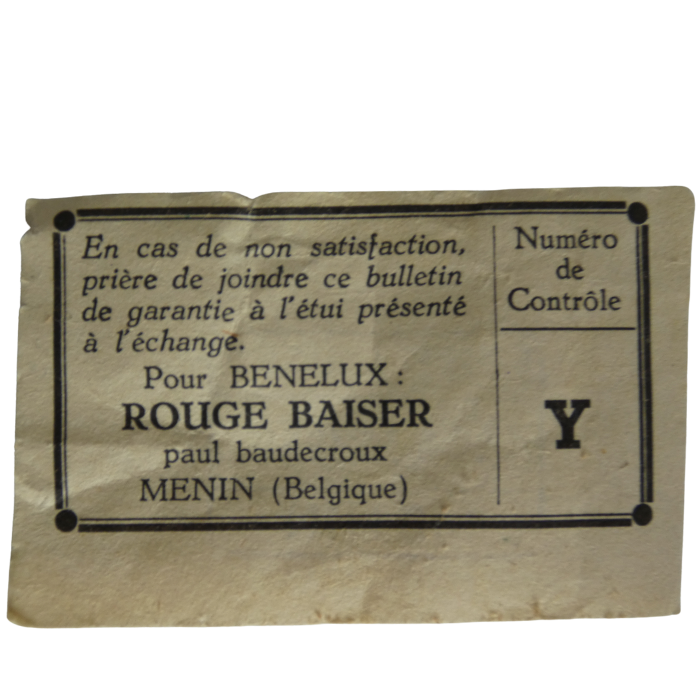 En cas de non satisfaction,
prière de joindre ce bulletin
de garantie à l'étui présenté
à l'échange.
Pour BENELUX :
ROUGE BAISER
paul baudecroux
MENIN (Belgique)
Numéro
de
Contrôle
Y